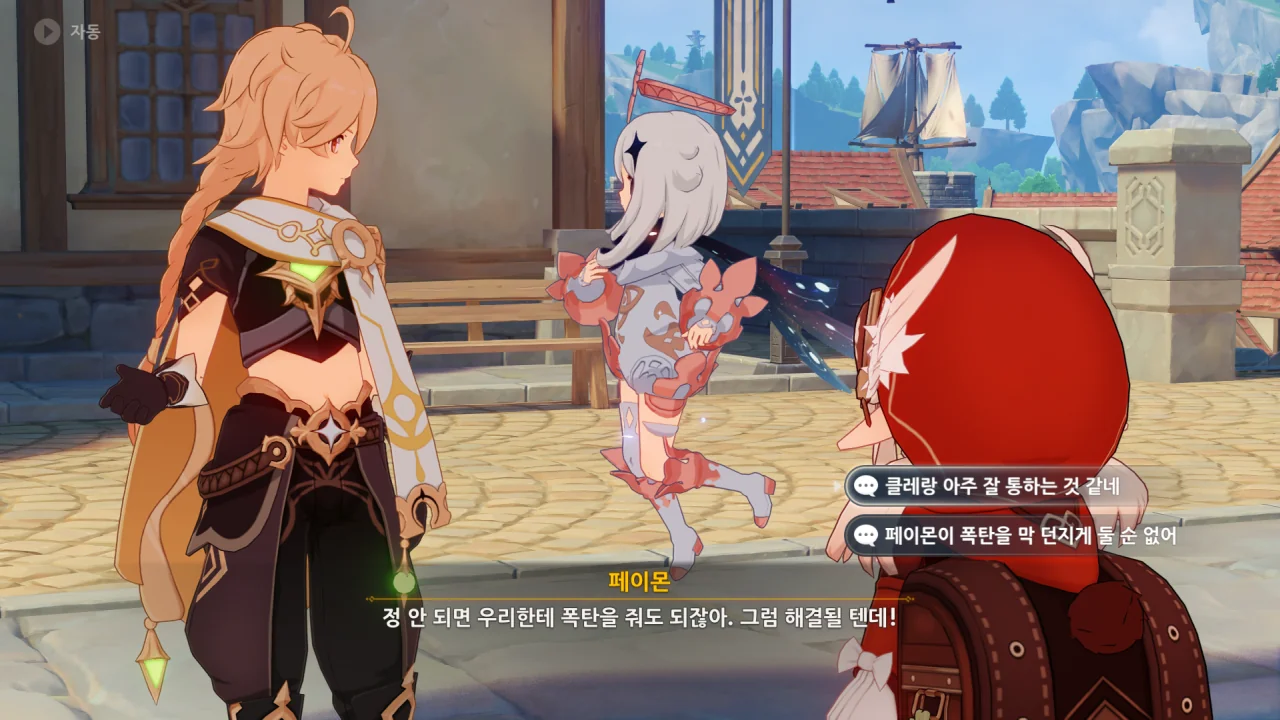 자동
클레랑 아주 잘 통하는 것 같네
페이몬이 폭탄을 막 던지게 둘 순 없어
페이몬
정 안 되면 우리한테 폭탄을 줘도 되잖아. 그럼 해결될 텐데!